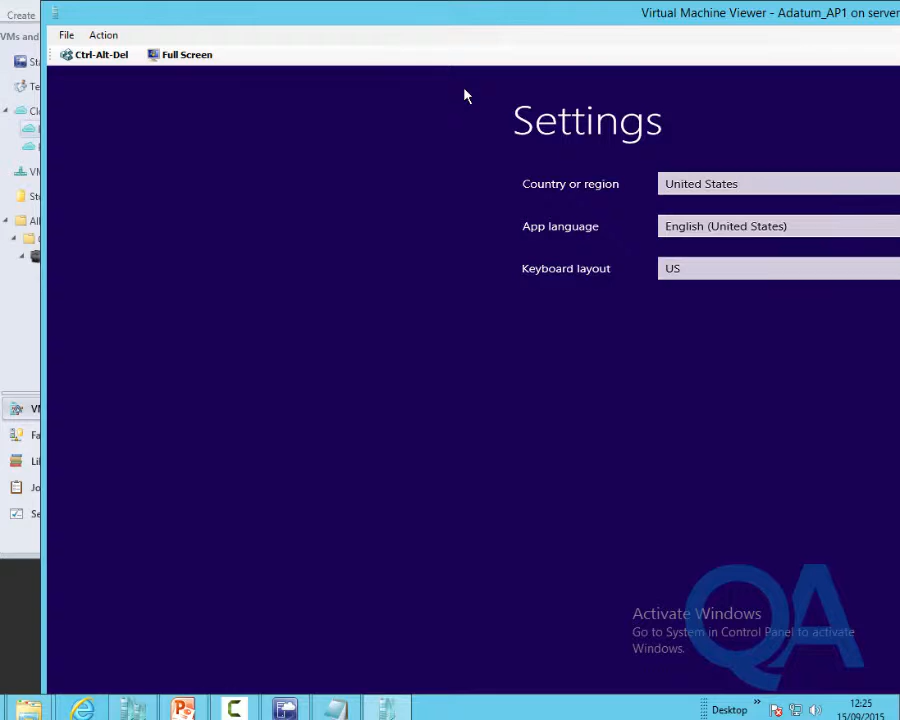 Create
Virtual Machine Viewer - Adatum_AP1 on server
VMs and
File Action
Ctrl-Alt-Del Full Screen
Settings
Country or region United States
App language English (United States)
Keyboard layout US
Activate Windows
Go to System in Control Panel to activate
Windows.
QA
Desktop
12:25
15/09/2015